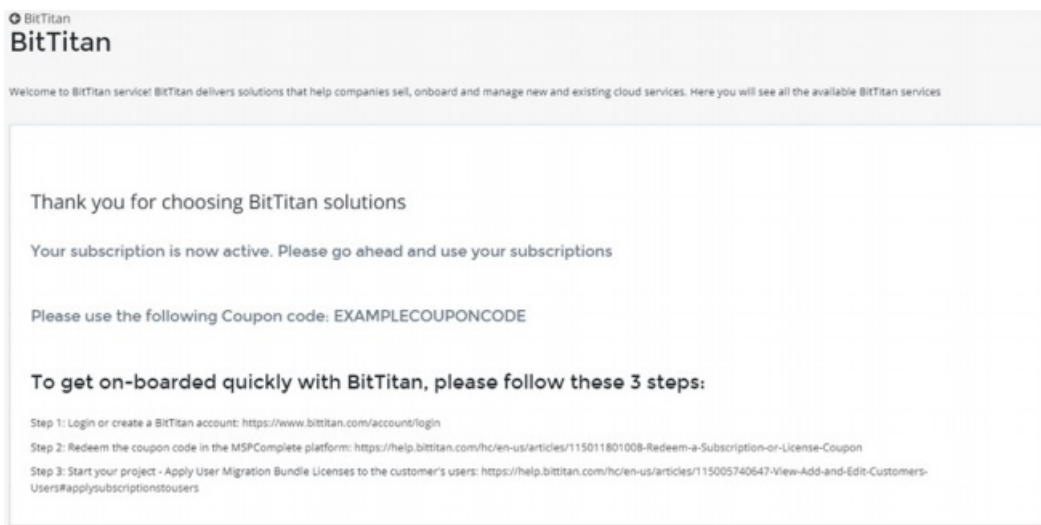 BitTitan
BitTitan
Welcome to BitTitan service! BitTitan delivers solutions that help companies sell, onboard and manage new and existing cloud services. Here you will see all the available BitTitan services
Thank you for choosing BitTitan solutions
Your subscription is now active. Please go ahead and use your subscriptions
Please use the following Coupon code: EXAMPLECOUPONCODE
To get on-boarded quickly with BitTitan, please follow these 3 steps:
Step 1: Login or create a BitTitan account: https://www.bittitan.com/account/login
Step 2: Redeem the coupon code in the MSPComplete platform: https://help.bittitan.com/hc/en-us/articles/115011801008-Redeem-a-Subscription-or-License-Coupon
Step 3: Start your project - Apply User Migration Bundle Licenses to the customer's users: https://help.bittitan.com/hc/en-us/articles/115005740647-View-Add-and-Edit-Customers-
Users#applysubscriptionstousers